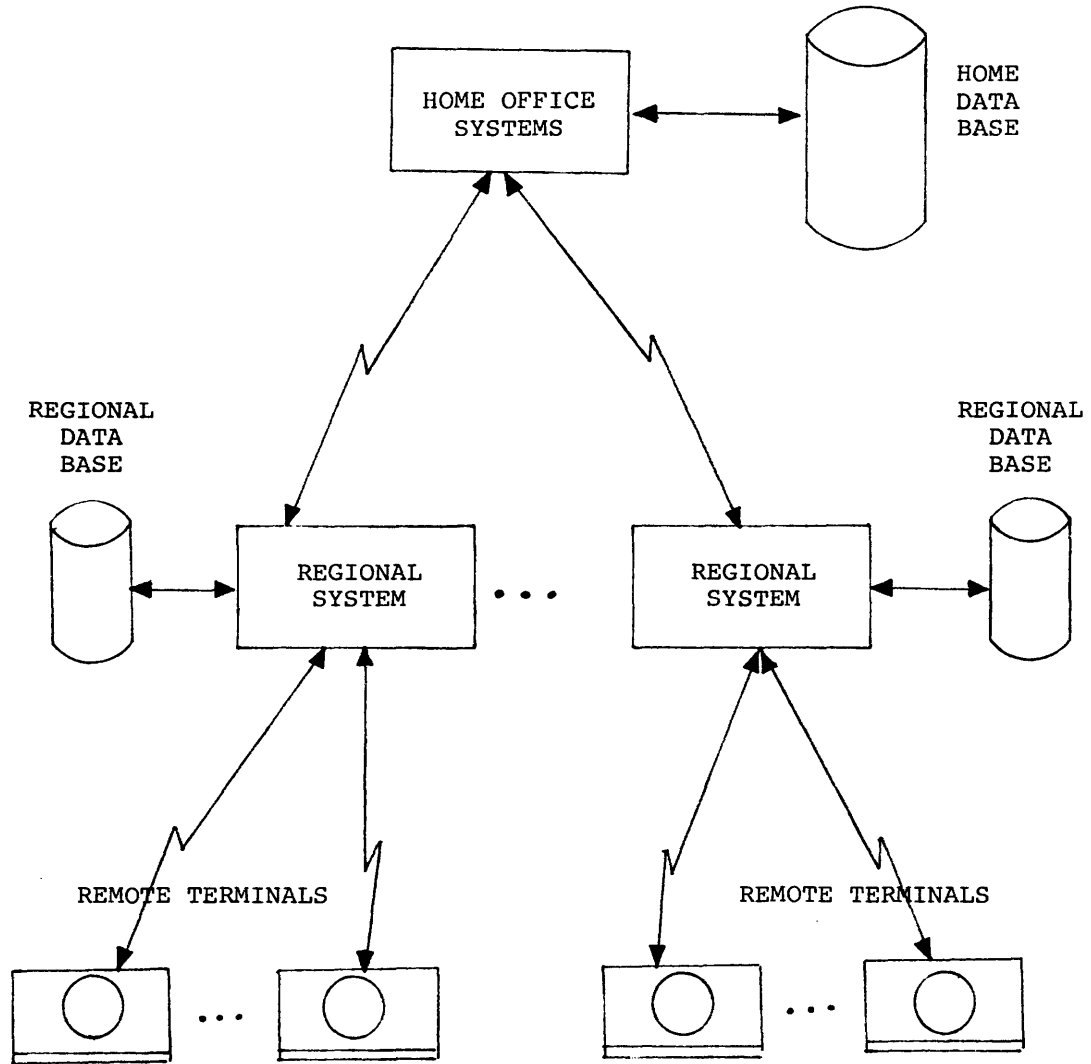 HOME OFFICE
SYSTEMS
HOME
DATA
BASE
REGIONAL
DATA
BASE
REGIONAL
DATA
BASE
REGIONAL
SYSTEM
REGIONAL
SYSTEM
REMOTE TERMINALS
REMOTE TERMINALS